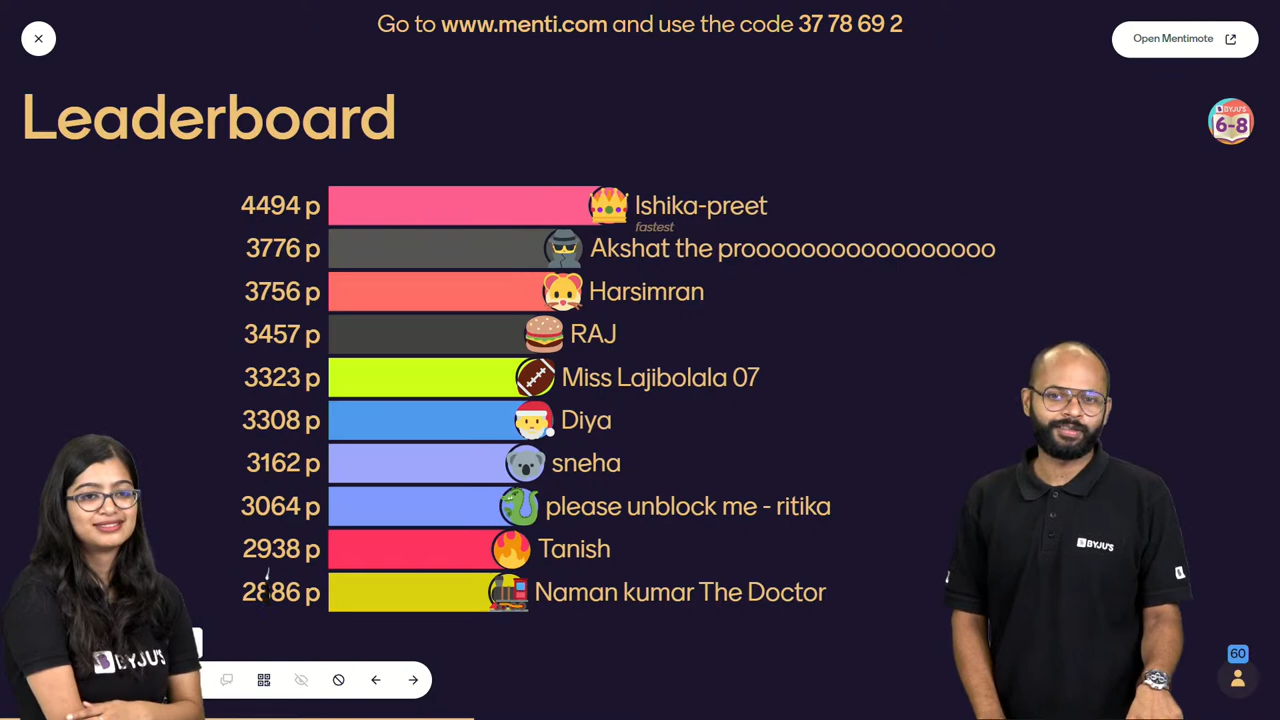 Go to www.menti.com and use the code 37 78 69 2
Open Mentimote
Leaderboard
BYJU'S
6-8
4494 p Ishika-preet
fastest
3776 p Akshat the prooooooooooooooooo
3756 p Harsimran
3457 p RAJ
3323 p Miss Lajibolala 07
3308 p Diya
3162 p sneha
3064 p please unblock me - ritika
2938 p Tanish
2886 p Naman kumar The Doctor
BYJU'S
BYJU'S
60